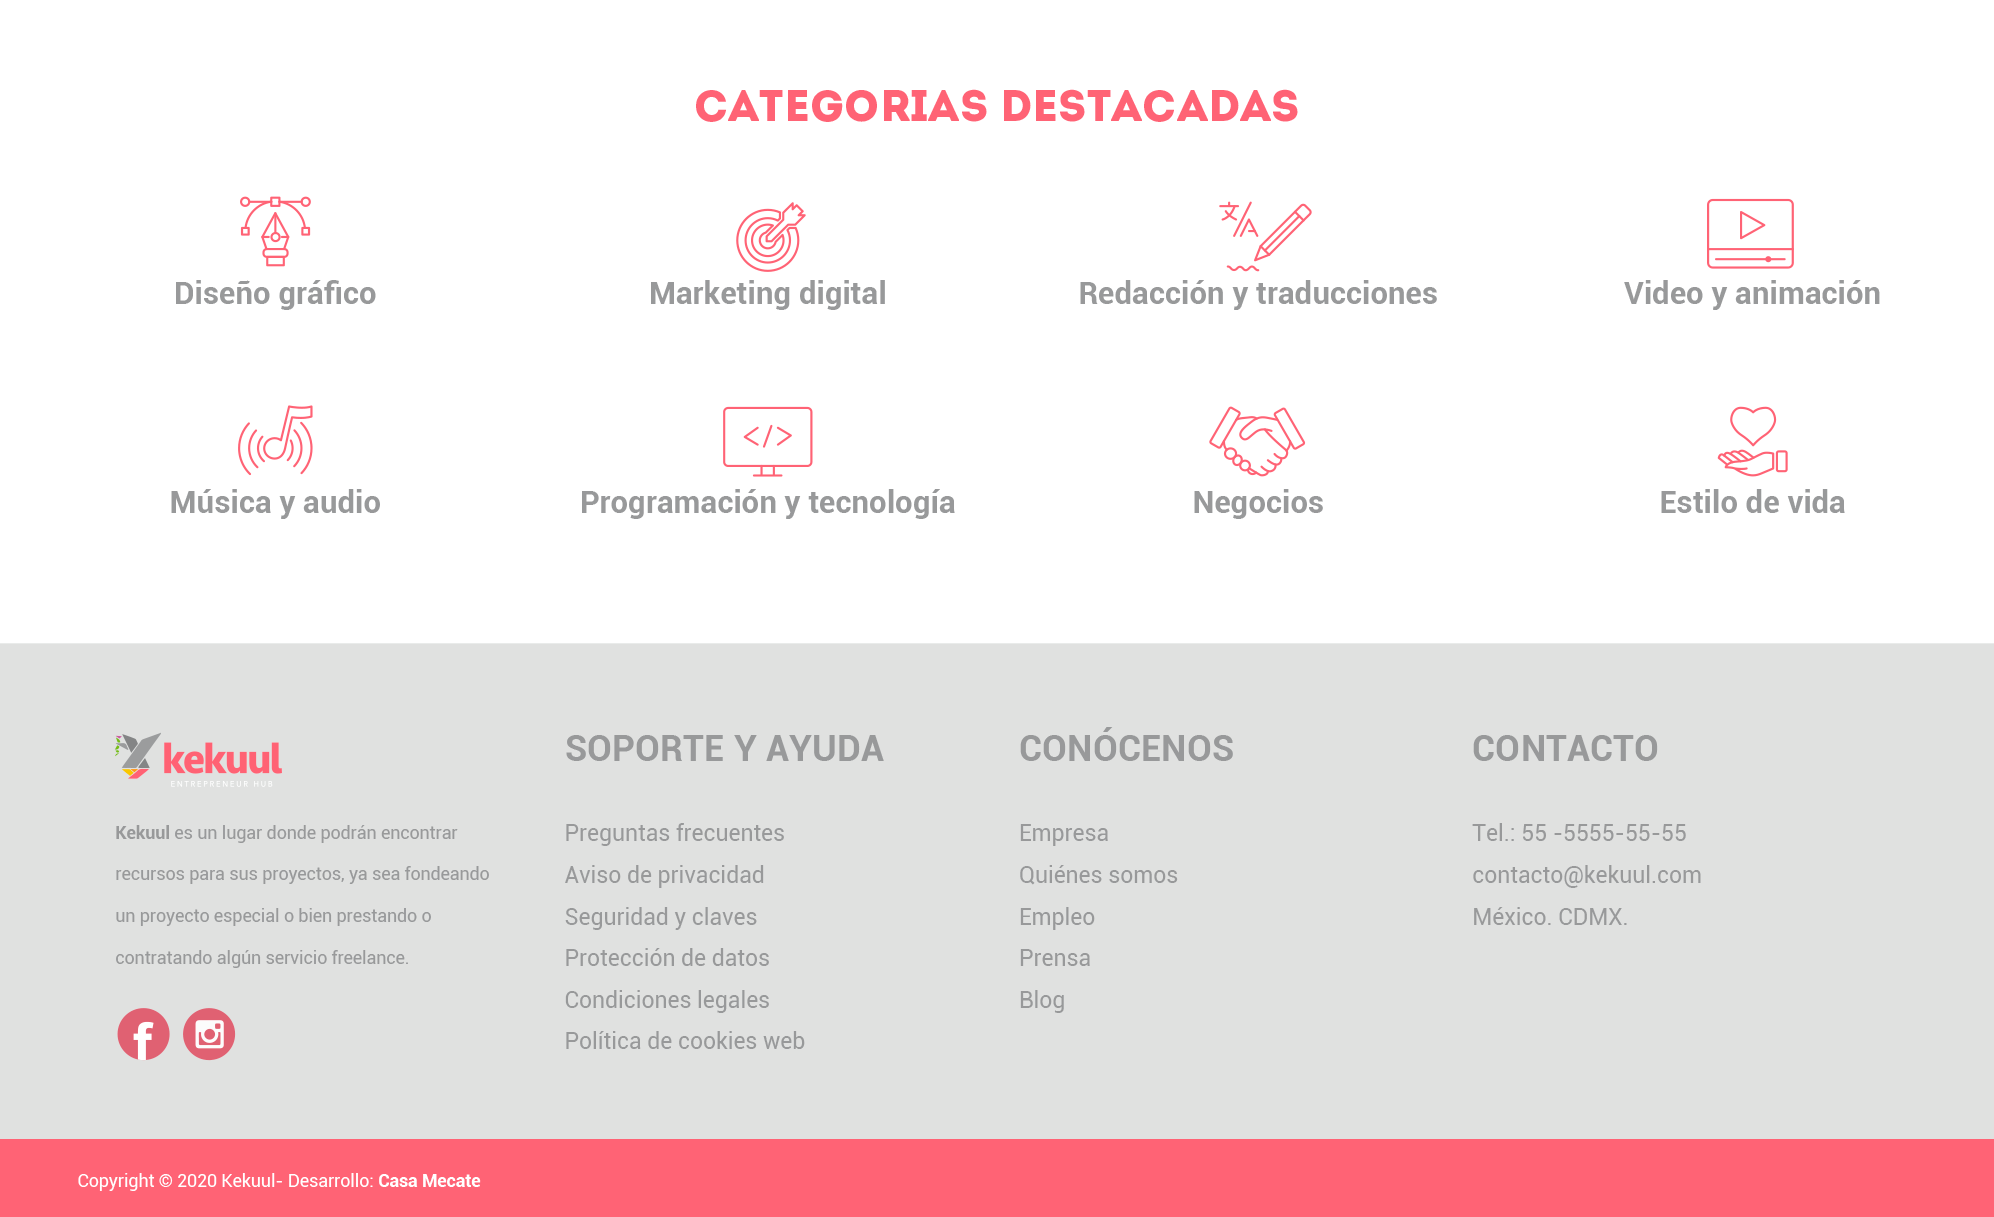 CATEGORIAS DESTACADAS
Diseño gráfico
Marketing digital
Redacción y traducciones
Video y animación
Música y audio
Programación y tecnología
Negocios
Estilo de vida
kekuul
ENTREPRENEUR HUB
Kekuul es un lugar donde podrán encontrar
recursos para sus proyectos, ya sea fondeando
un proyecto especial o bien prestando o
contratando algún servicio freelance.
SOPORTE Y AYUDA
Preguntas frecuentes
Aviso de privacidad
Seguridad y claves
Protección de datos
Condiciones legales
Política de cookies web
CONÓCENOS
Empresa
Quiénes somos
Empleo
Prensa
Blog
CONTACTO
Tel.: 55 -5555-55-55
contacto@kekuul.com
México. CDMX.
Copyright © 2020 Kekuul- Desarrollo: Casa Mecate